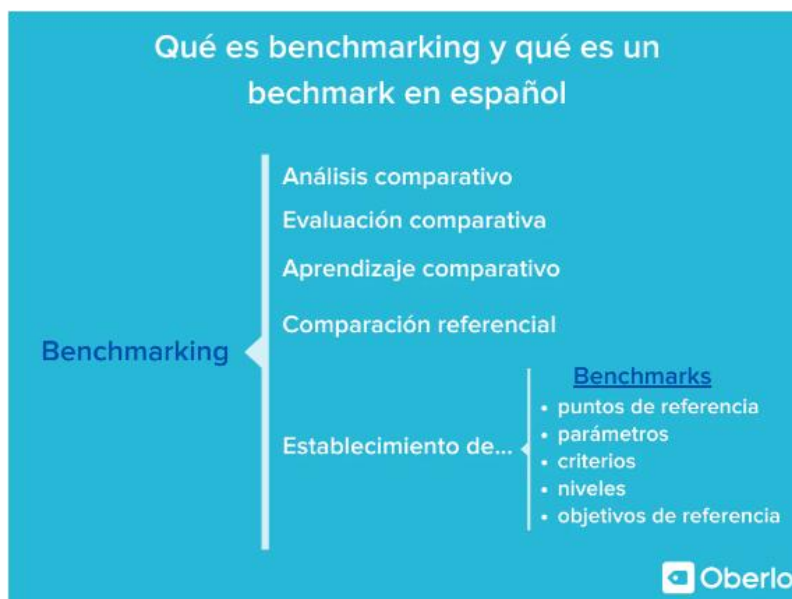 Qué es benchmarking y qué es un
bechmark en español
Análisis comparativo
Evaluación comparativa
Aprendizaje comparativo
Comparación referencial
Benchmarking
Establecimiento de...
Benchmarks
• puntos de referencia
• parámetros
• criterios
• niveles
• objetivos de referencia
Oberlo